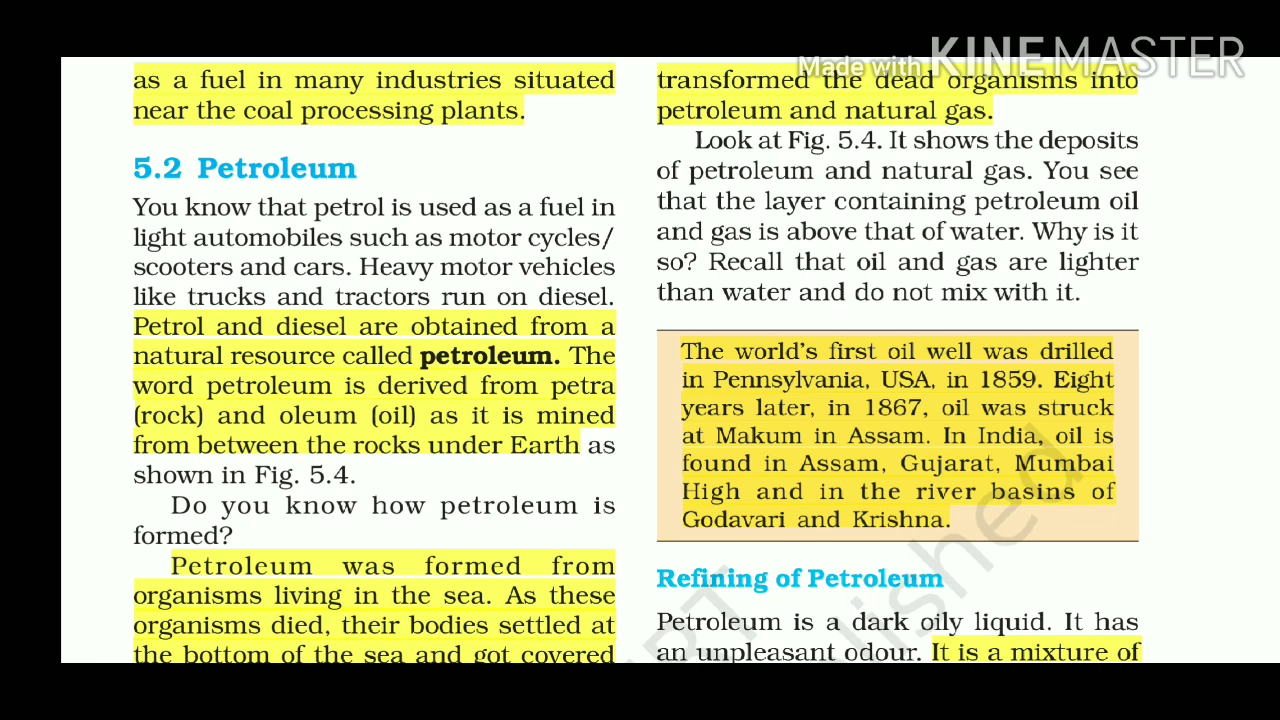 Made with KINEMASTER
as a fuel in many industries situated
near the coal processing plants.
5.2 Petroleum
You know that petrol is used as a fuel in
light automobiles such as motor cycles/
scooters and cars. Heavy motor vehicles
like trucks and tractors run on diesel.
Petrol and diesel are obtained from a
natural resource called petroleum. The
word petroleum is derived from petra
(rock) and oleum (oil) as it is mined
from between the rocks under Earth as
shown in Fig. 5.4.
Do you know how petroleum is
formed?
Petroleum was formed from
organisms living in the sea. As these
organisms died, their bodies settled at
the bottom of the sea and got covered
transformed the dead organisms into
petroleum and natural gas.
Look at Fig. 5.4. It shows the deposits
of petroleum and natural gas. You see
that the layer containing petroleum oil
and gas is above that of water. Why is it
so? Recall that oil and gas are lighter
than water and do not mix with it.
The world's first oil well was drilled
in Pennsylvania, USA, in 1859. Eight
years later, in 1867, oil was struck
at Makum in Assam. In India, oil is
found in Assam, Gujarat, Mumbai
High and in the river basins of
Godavari and Krishna.
Refining of Petroleum
Petroleum is a dark oily liquid. It has
an unpleasant odour. It is a mixture of